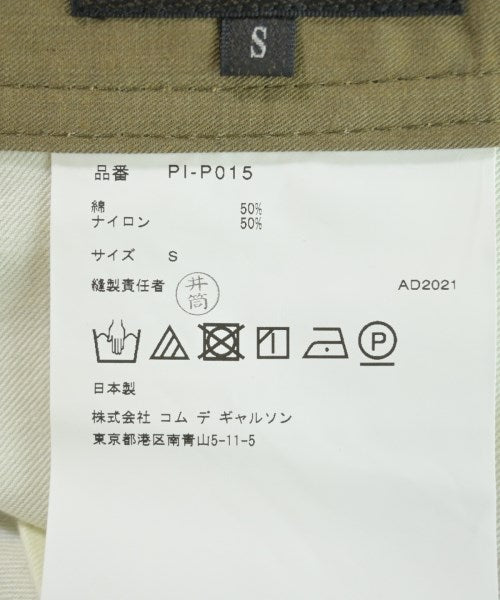 S
品番 PI-P015
綿 50%
ナイロン 50%
サイズ S
縫製責任者 井筒 AD2021
P
日本製
株式会社 コム デ ギャルソン
東京都港区南青山5-11-5